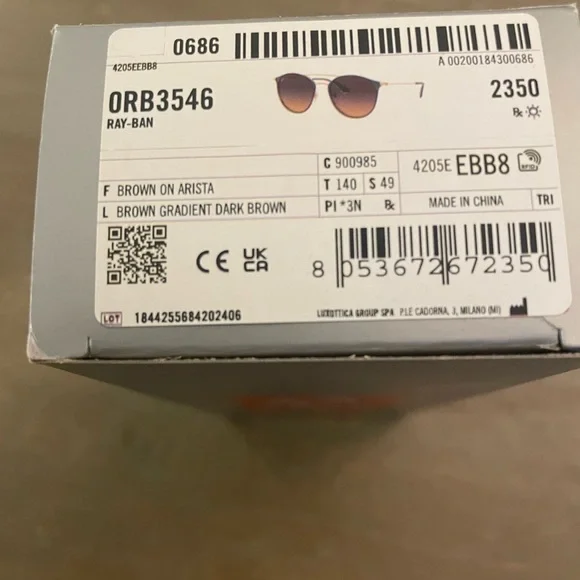 0686
4205EEBB8
A 00200184300686
0RB3546
RAY-BAN
2350
℞
C 900985
4205E EBB8
RFID
F BROWN ON ARISTA
T 140 S 49
L BROWN GRADIENT DARK BROWN
PI *3N ℞
MADE IN CHINA
TRI
CE UK CA
8 053672 672350
LOT 1844255684202406
LUXOTTICA GROUP SPA P.LE CADORNA, 3, MILANO (MI)